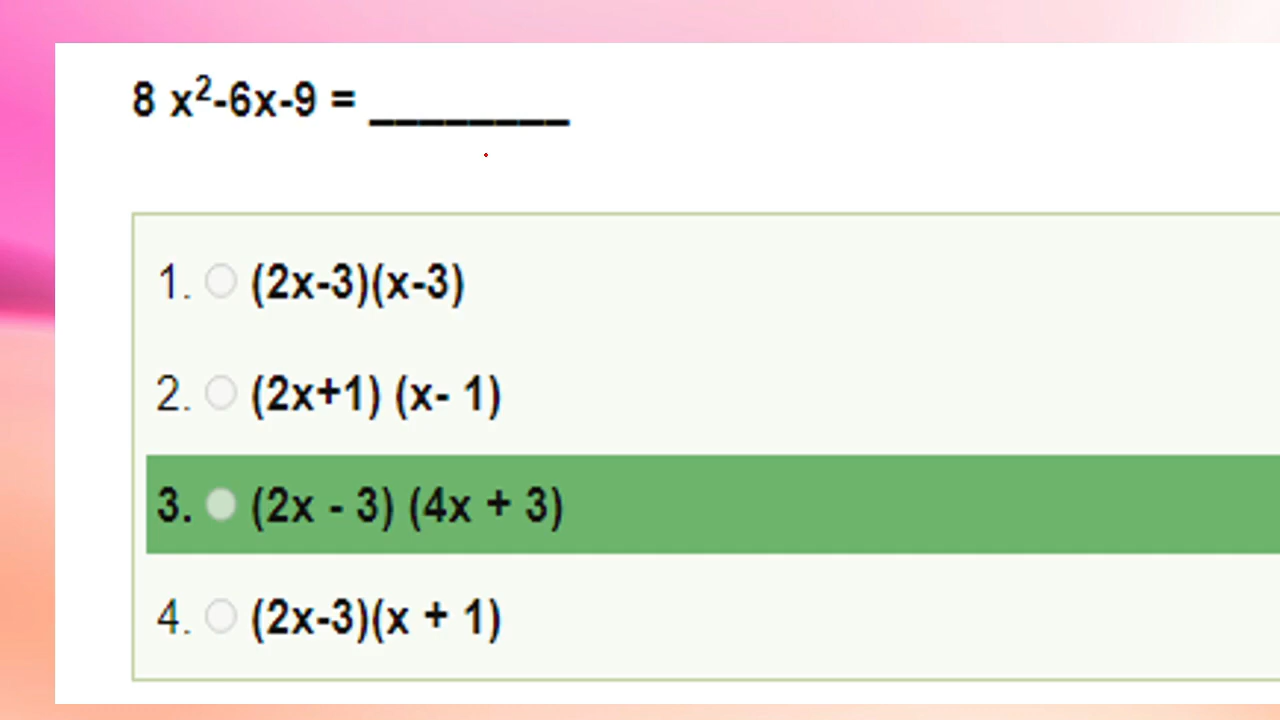 8 x²-6x-9 = ________
1. (2x-3)(x-3)
2. (2x+1) (x- 1)
3. (2x - 3) (4x + 3)
4. (2x-3)(x + 1)